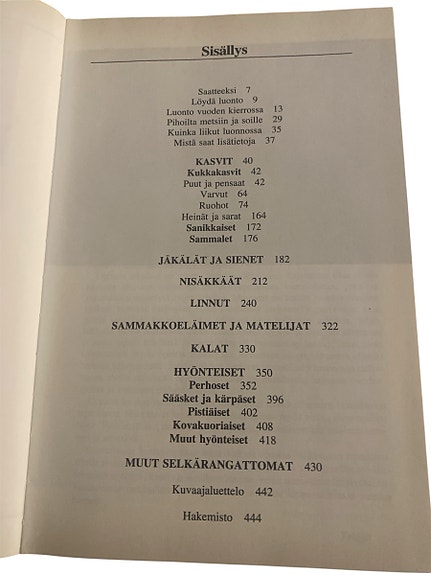 Sisällys
Saatteeksi 7
Löydä luonto 9
Luonto vuoden kierrossa 13
Pihoilta metsiin ja soille 29
Kuinka liikut luonnossa 35
Mistä saat lisätietoja 37
KASVIT 40
Kukkakasvit 42
Puut ja pensaat 42
Varvut 64
Ruohot 74
Heinät ja sarat 164
Sanikkaiset 172
Sammalet 176
JÄKÄLÄT JA SIENET 182
NISÄKKÄÄT 212
LINNUT 240
SAMMAKKOELÄIMET JA MATELIJAT 322
KALAT 330
HYÖNTEISET 350
Perhoset 352
Sääsket ja kärpäset 396
Pistiäiset 402
Kovakuoriaiset 408
Muut hyönteiset 418
MUUT SELKÄRANGATTOMAT 430
Kuvaajaluettelo 442
Hakemisto 444